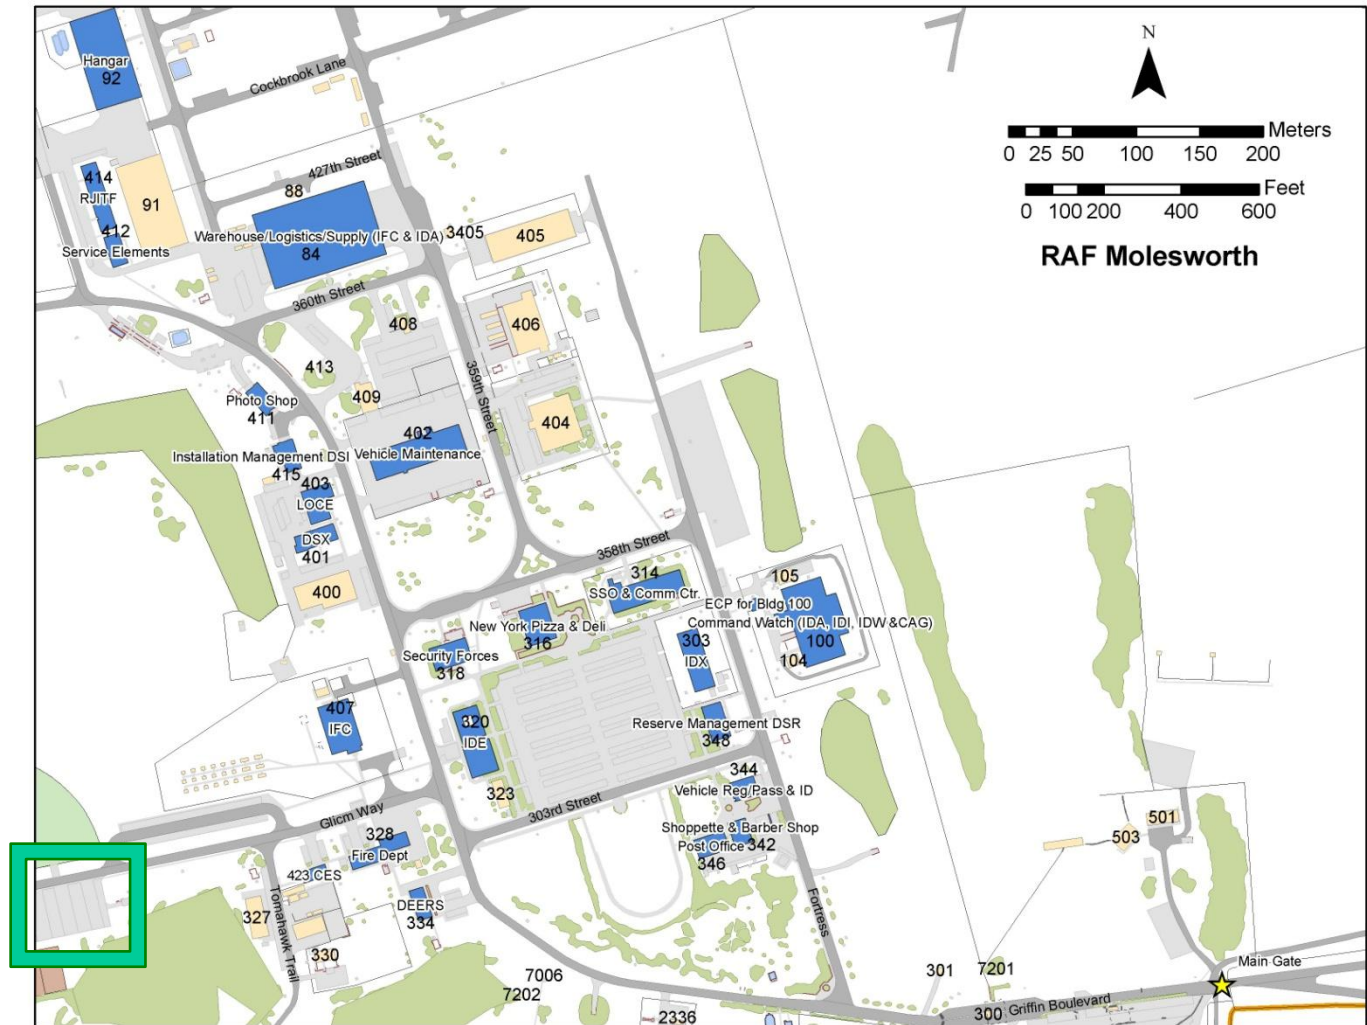 Hangar
92
Cockbrook Lane
N
Meters
0 25 50 100 150 200
Feet
0 100 200 400 600
RAF Molesworth
414
RJITF
91
412
Service Elements
427th Street
88
Warehouse/Logistics/Supply (IFC & IDA)
84
3405
405
360th Street
408
406
413
409
359th Street
404
Photo Shop
411
402
Vehicle Maintenance
Installation Management DSI
415
403
LOCE
DSX
401
400
358th Street
314
SSO & Comm Ctr.
105
ECP for Bldg 100
Command Watch (IDA, IDI, IDW &CAG)
100
104
New York Pizza & Deli
316
303
IDX
Security Forces
318
407
IFC
320
IDE
Reserve Management DSR
348
323
303rd Street
344
Vehicle Reg/Pass & ID
Glicm Way
328
Fire Dept
Shoppette & Barber Shop
Post Office
342
346
501
503
423 CES
DEERS
334
327
Tomahawk Trail
330
Fortress
7006
7202
301
7201
Main Gate
Griffin Boulevard
300
2336